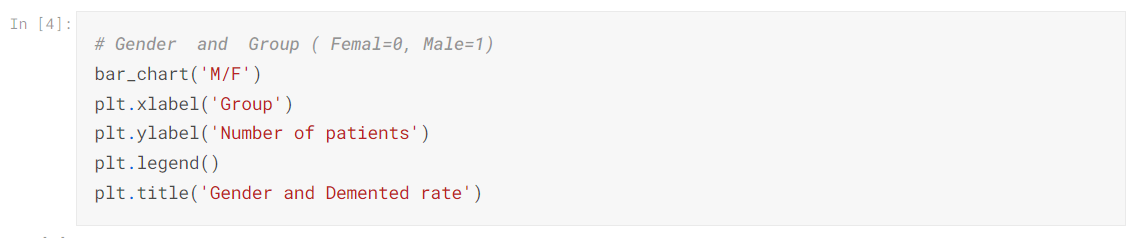 In [4]:
# Gender  and  Group ( Femal=0, Male=1)
bar_chart('M/F')
plt.xlabel('Group')
plt.ylabel('Number of patients')
plt.legend()
plt.title('Gender and Demented rate')